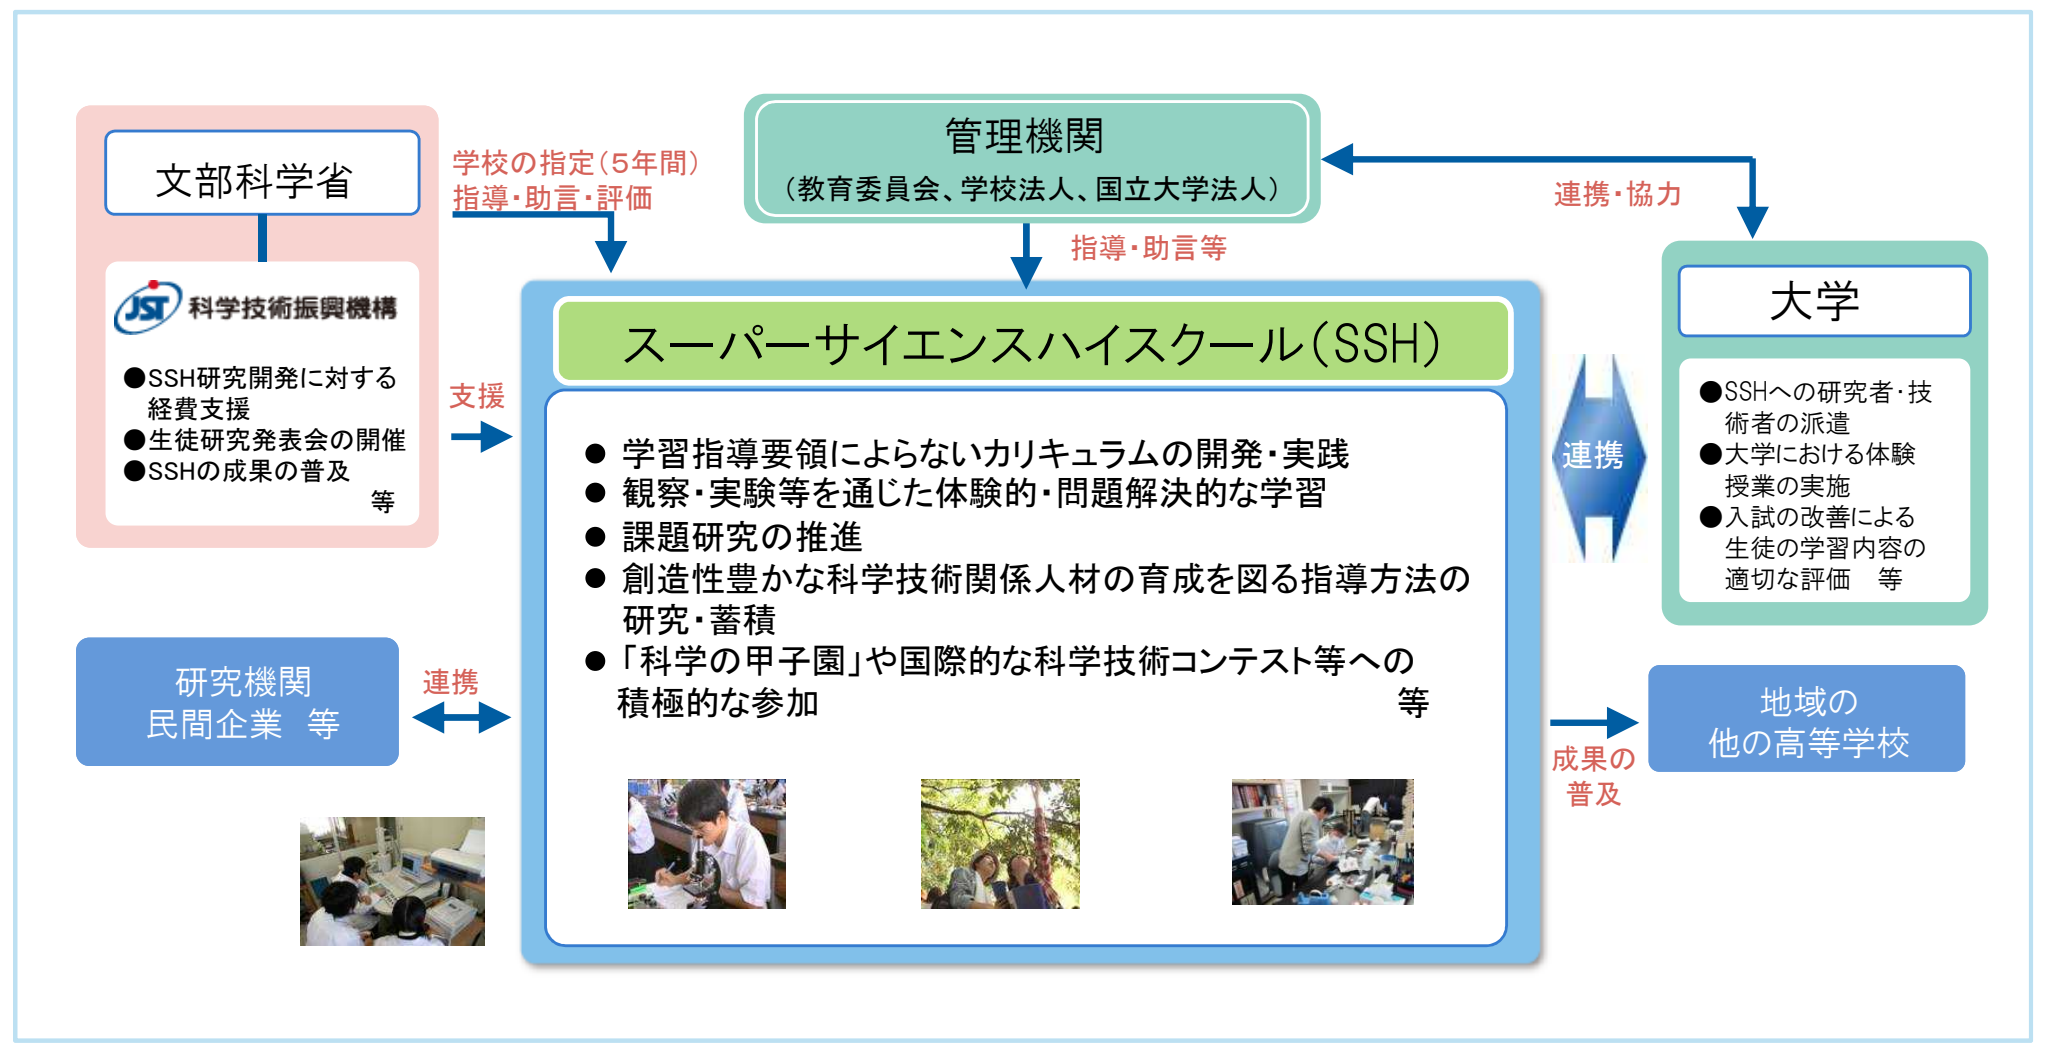 文部科学省
JST 科学技術振興機構
●SSH研究開発に対する
経費支援
●生徒研究発表会の開催
●SSHの成果の普及
等
学校の指定（５年間）
指導・助言・評価
支援
管理機関
（教育委員会、学校法人、国立大学法人）
指導・助言等
連携・協力
スーパーサイエンスハイスクール（SSH）
● 学習指導要領によらないカリキュラムの開発・実践
● 観察・実験等を通じた体験的・問題解決的な学習
● 課題研究の推進
● 創造性豊かな科学技術関係人材の育成を図る指導方法の
研究・蓄積
● 「科学の甲子園」や国際的な科学技術コンテスト等への
積極的な参加　等
連携
大学
●SSHへの研究者・技
術者の派遣
●大学における体験
授業の実施
●入試の改善による
生徒の学習内容の
適切な評価　等
研究機関
民間企業　等
連携
成果の
普及
地域の
他の高等学校